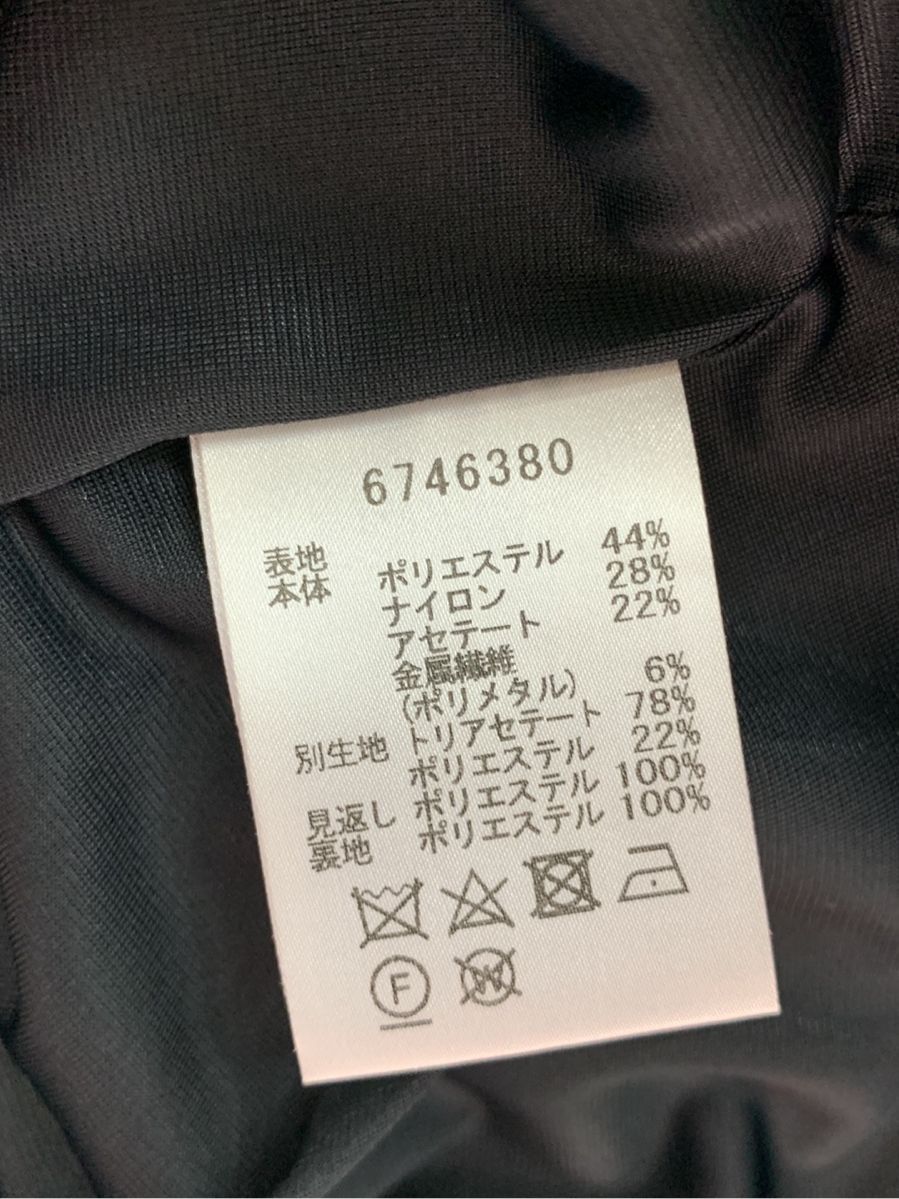 6746380
表地 ポリエステル 44%
本体 ナイロン 28%
アセテート 22%
金属繊維
(ポリメタル) 6%
別生地 トリアセテート 78%
ポリエステル 22%
見返し ポリエステル 100%
裏地 ポリエステル 100%
F W